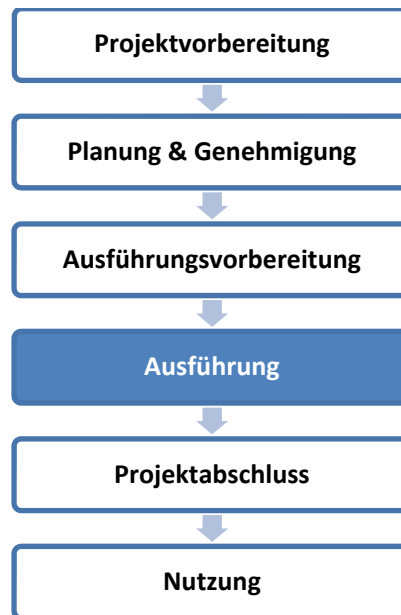 Projektvorbereitung
Planung & Genehmigung
Ausführungsvorbereitung
Ausführung
Projektabschluss
Nutzung